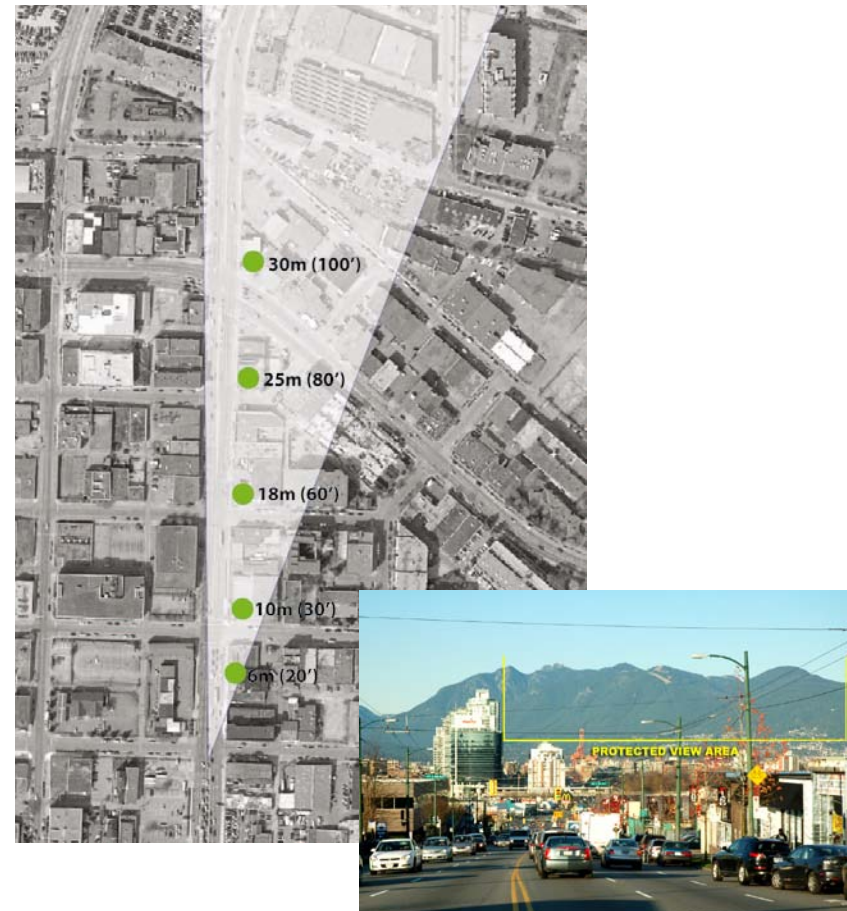 30m (100’)
25m (80’)
18m (60’)
10m (30’)
6m (20’)
PROTECTED VIEW AREA